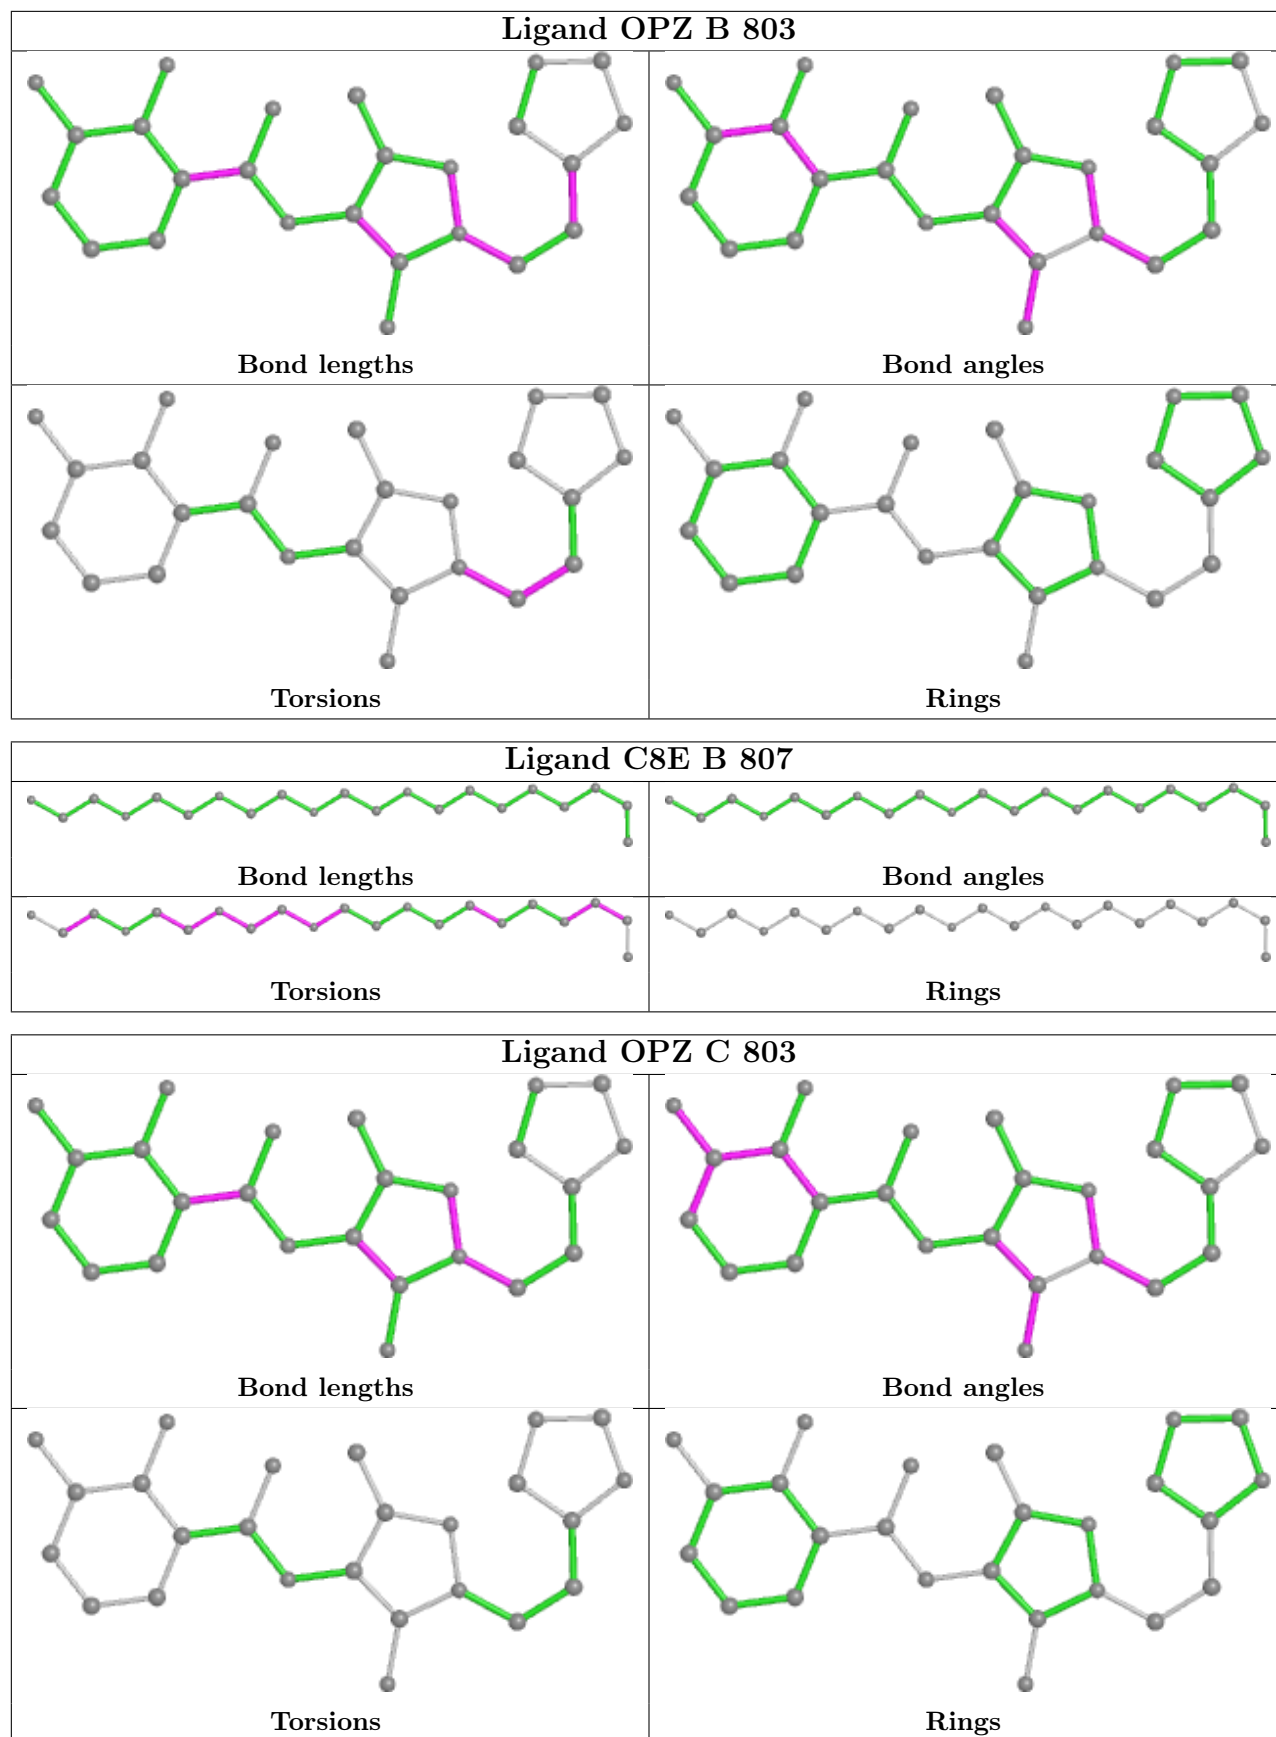 Ligand OPZ B 803
Bond lengths
Bond angles
Torsions
Rings
Ligand C8E B 807
Bond lengths
Bond angles
Torsions
Rings
Ligand OPZ C 803
Bond lengths
Bond angles
Torsions
Rings